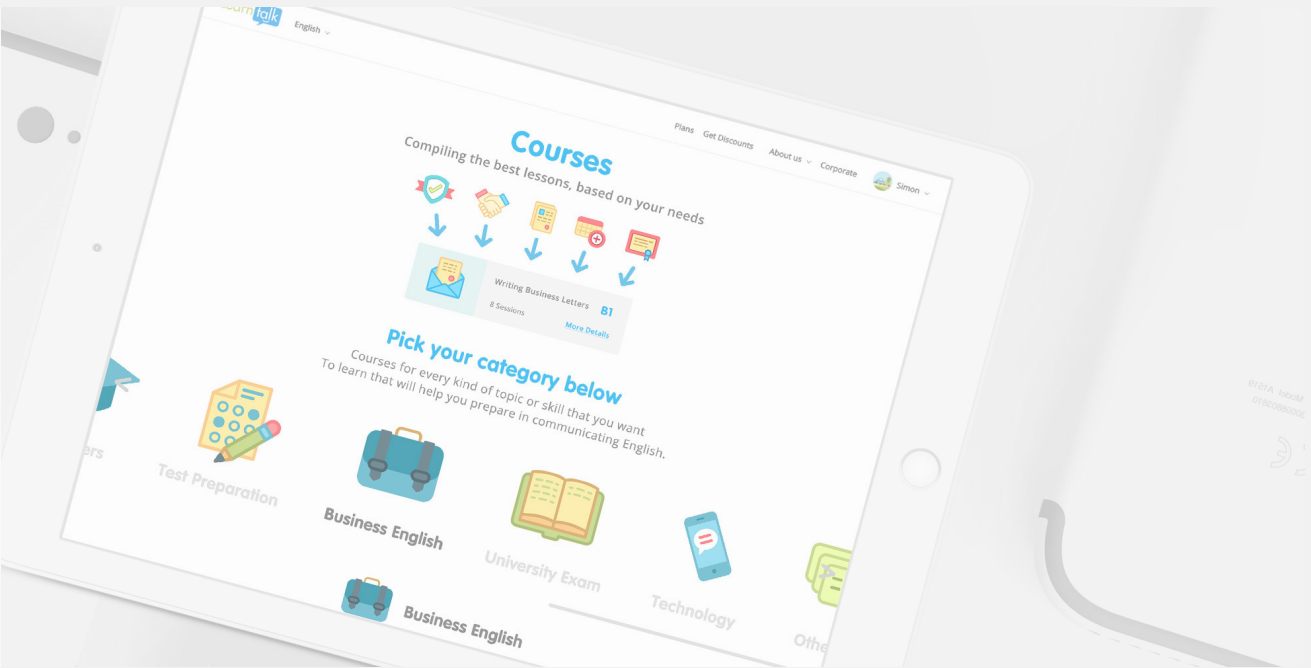 talk
English
Plans Get Discounts About us Corporate Simon
Courses
Compiling the best lessons, based on your needs
Writing Business Letters B1
8 Sessions More Details
Pick your category below
Courses for every kind of topic or skill that you want
To learn that will help you prepare in communicating English.
Test Preparation
Business English
University Exam
Technology
Business English